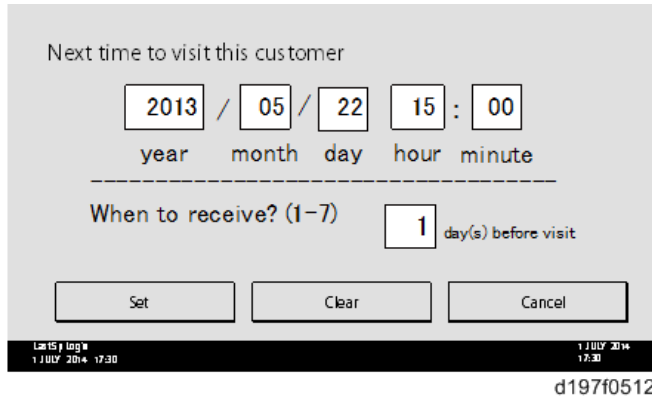 Next time to visit this customer
2013 / 05 / 22 15 : 00
year month day hour minute
When to receive? (1-7) 1 day(s) before visit
Set Clear Cancel
1 JULY 2014 17:30
1 JULY 2014
17:30
d197f0512